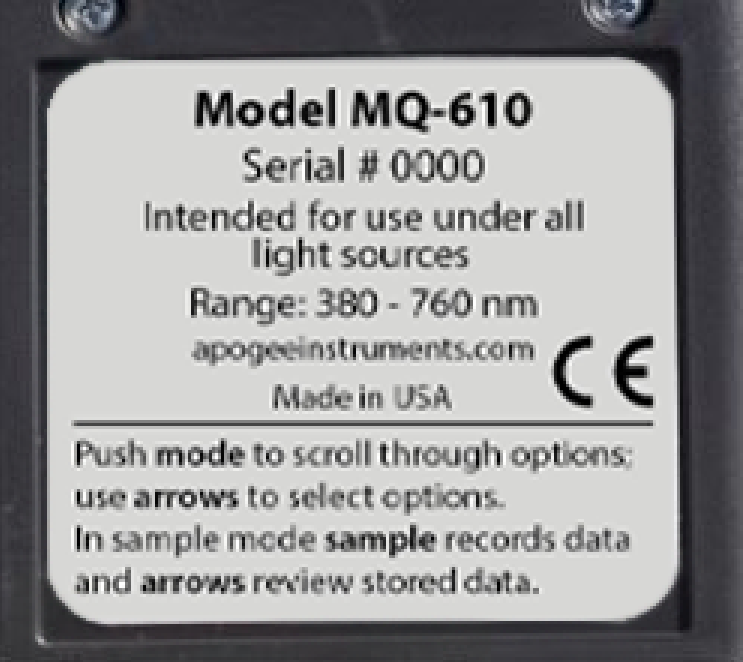 Model MQ-610
Serial # 0000
Intended for use under all
light sources
Range: 380 - 760 nm
apogeeinstruments.com
CE
Made in USA
Push mode to scroll through options;
use arrows to select options.
In sample mode sample records data
and arrows review stored data.